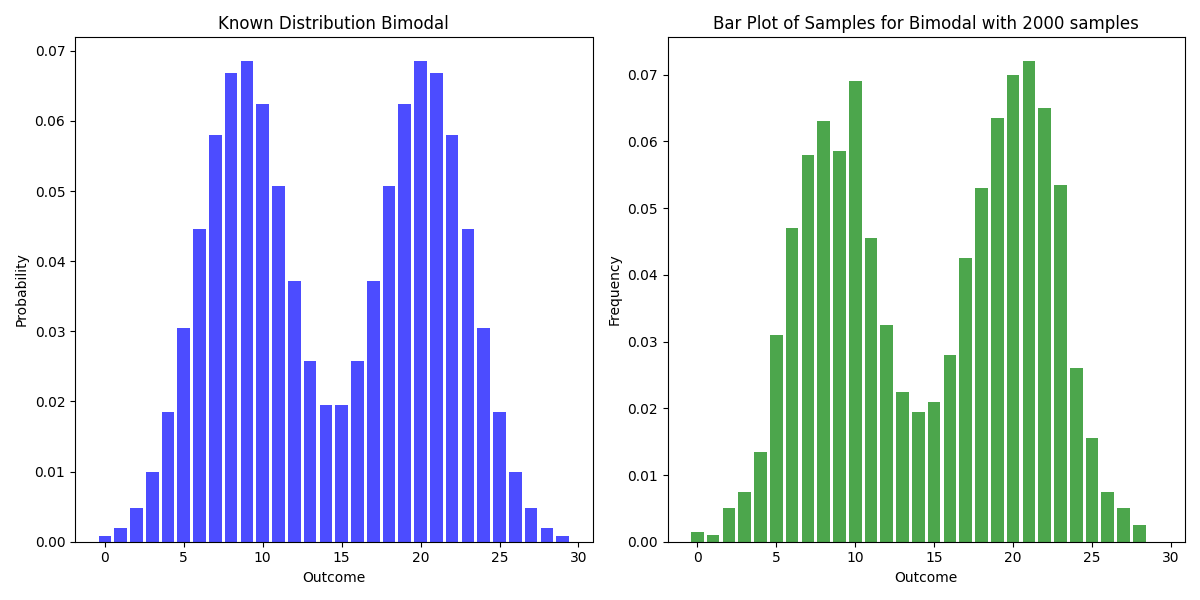 Known Distribution Bimodal
0.07
0.06
0.05
0.04
0.03
0.02
0.01
0.00
Probability
0 5 10 15 20 25 30
Outcome
Bar Plot of Samples for Bimodal with 2000 samples
0.07
0.06
0.05
0.04
0.03
0.02
0.01
0.00
Frequency
0 5 10 15 20 25 30
Outcome